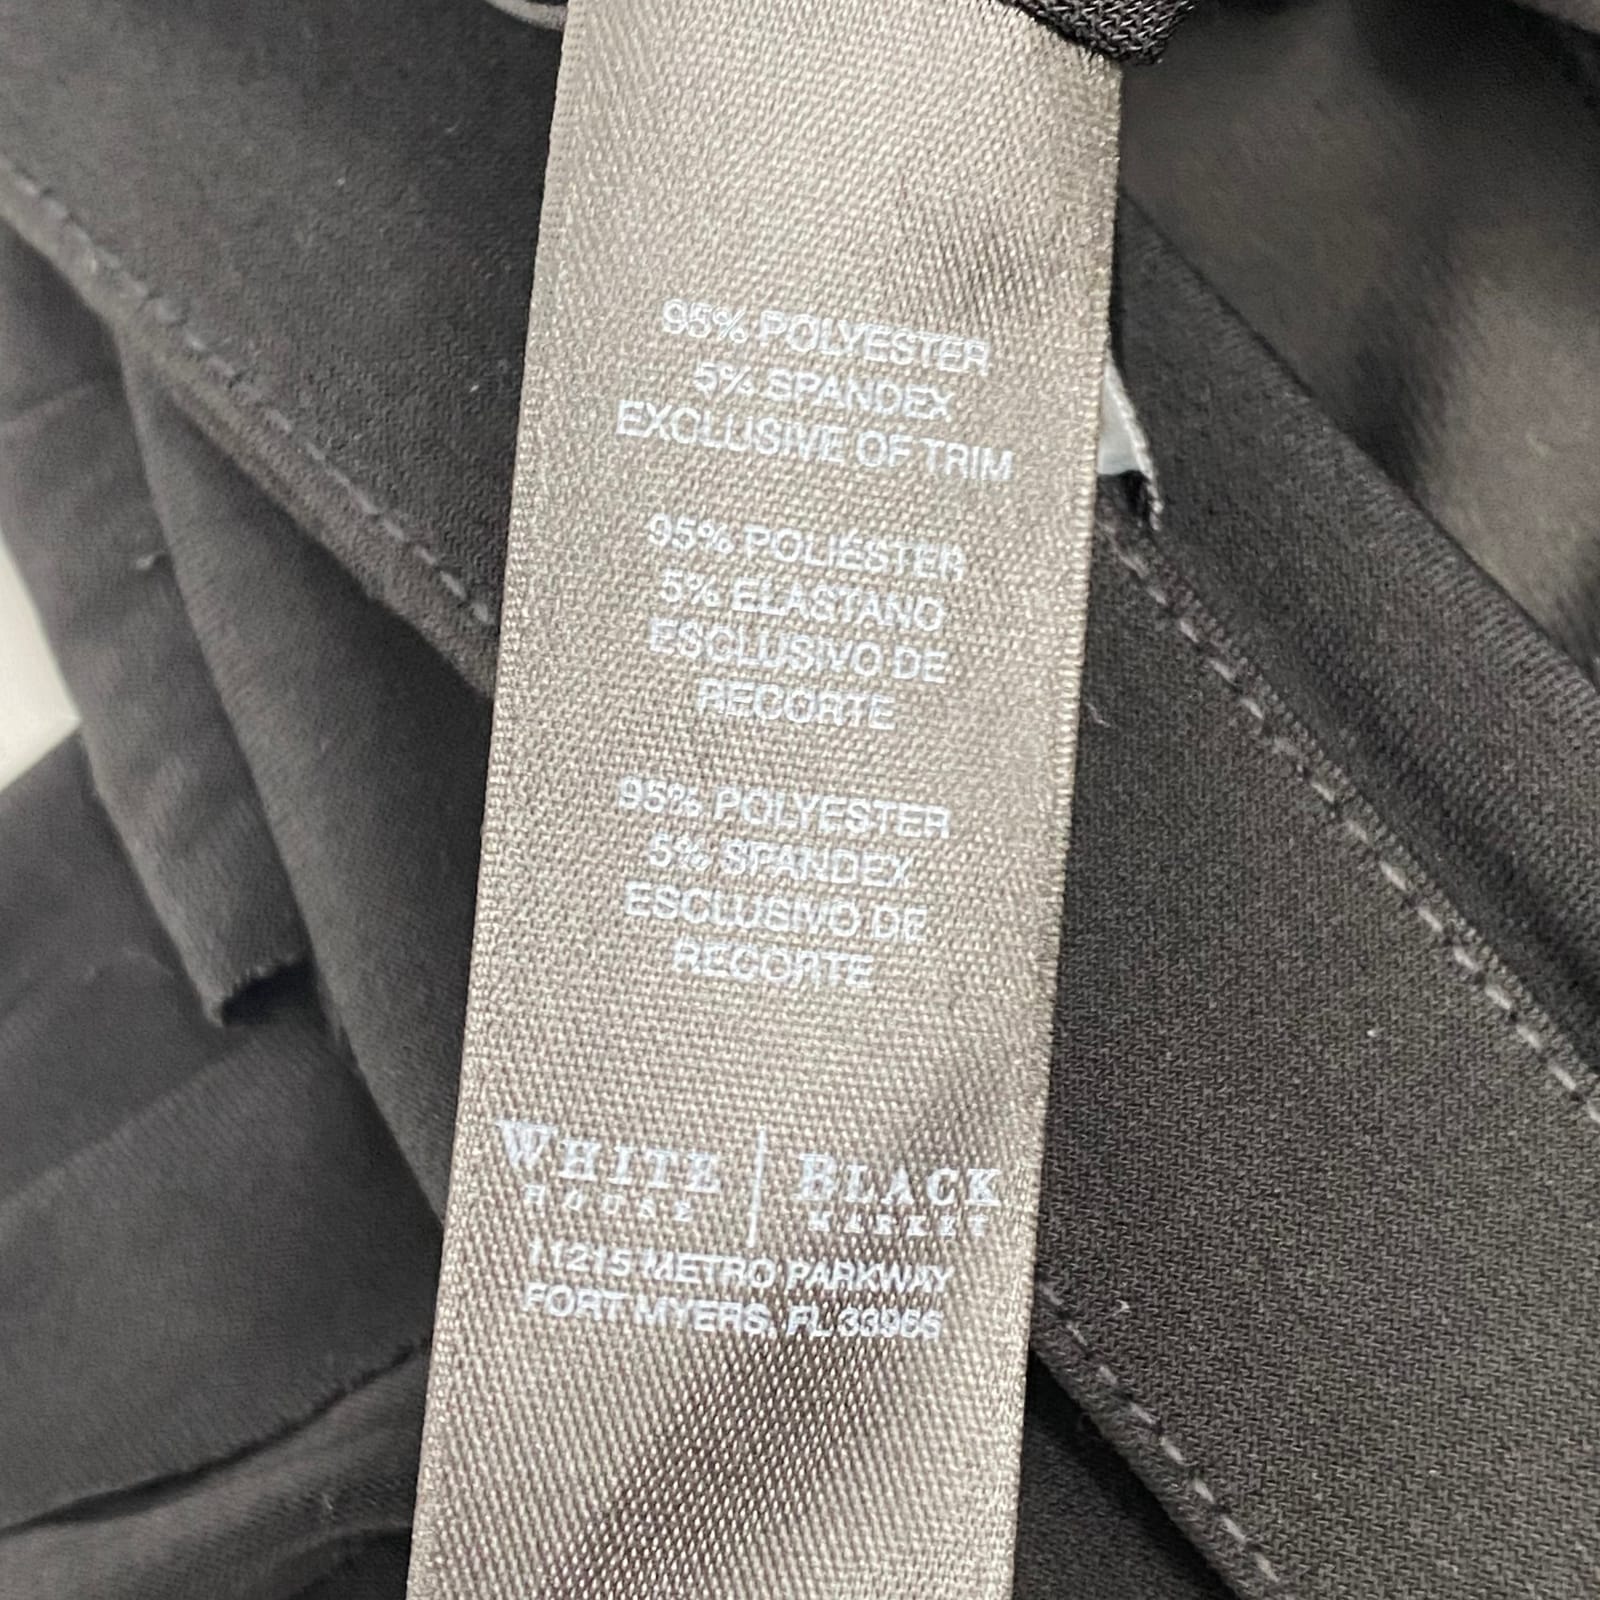 95% POLYESTER
5% SPANDEX
EXCLUSIVE OF TRIM
95% POLIÉSTER
5% ELASTANO
ESCLUSIVO DE
RECORTE
95% POLYESTER
5% SPANDEX
ESCLUSIVO DE
RECORTE
WHITE | BLACK
HOUSE MARKET
11215 METRO PARKWAY
FORT MYERS, FL 33966